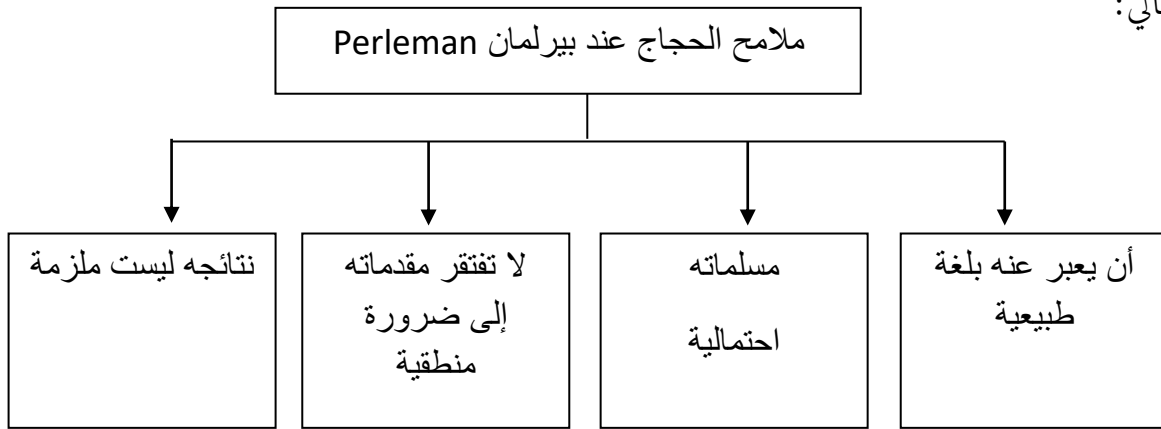 ملامح الحجاج عند بيرلمان Perleman
أن يعبر عنه بلغة
طبيعية
مسلماته
احتمالية
لا تفتقر مقدماته
إلى ضرورة
منطقية
نتائجه ليست ملزمة